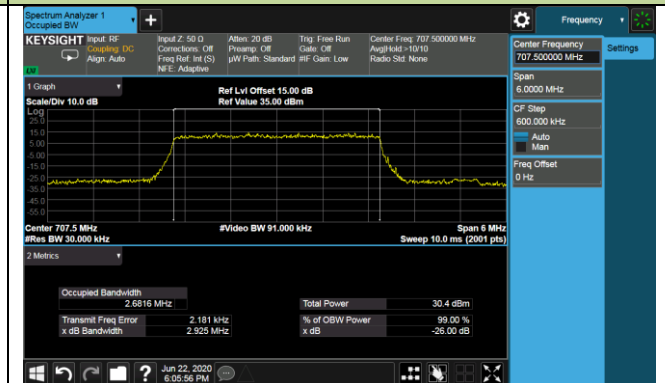 Spectrum Analyzer 1
Occupied BW
+
Frequency
KEYSIGHT
Input: RF
Coupling: DC
Align: Auto
Input Z: 50 Ω
Corrections: Off
Freq Ref: Int (S)
NFE: Adaptive
Atten: 20 dB
Preamp: Off
µW Path: Standard
Trig: Free Run
Gate: Off
#IF Gain: Low
Center Freq: 707.500000 MHz
Avg|Hold:>10/10
Radio Std: None
Center Frequency
707.500000 MHz
Settings
Span
6.0000 MHz
CF Step
600.000 kHz
Auto
Man
Freq Offset
0 Hz
1 Graph
Scale/Div 10.0 dB
Ref Lvl Offset 15.00 dB
Ref Value 35.00 dBm
Log
25.0
15.0
5.00
-5.00
-15.0
-25.0
-35.0
-45.0
-55.0
Center 707.5 MHz
#Video BW 91.000 kHz
Span 6 MHz
#Res BW 30.000 kHz
Sweep 10.0 ms (2001 pts)
2 Metrics
Occupied Bandwidth
2.6816 MHz
Total Power
30.4 dBm
Transmit Freq Error
2.181 kHz
% of OBW Power
99.00 %
x dB Bandwidth
2.925 MHz
x dB
-26.00 dB
?
Jun 22, 2020
6:05:56 PM